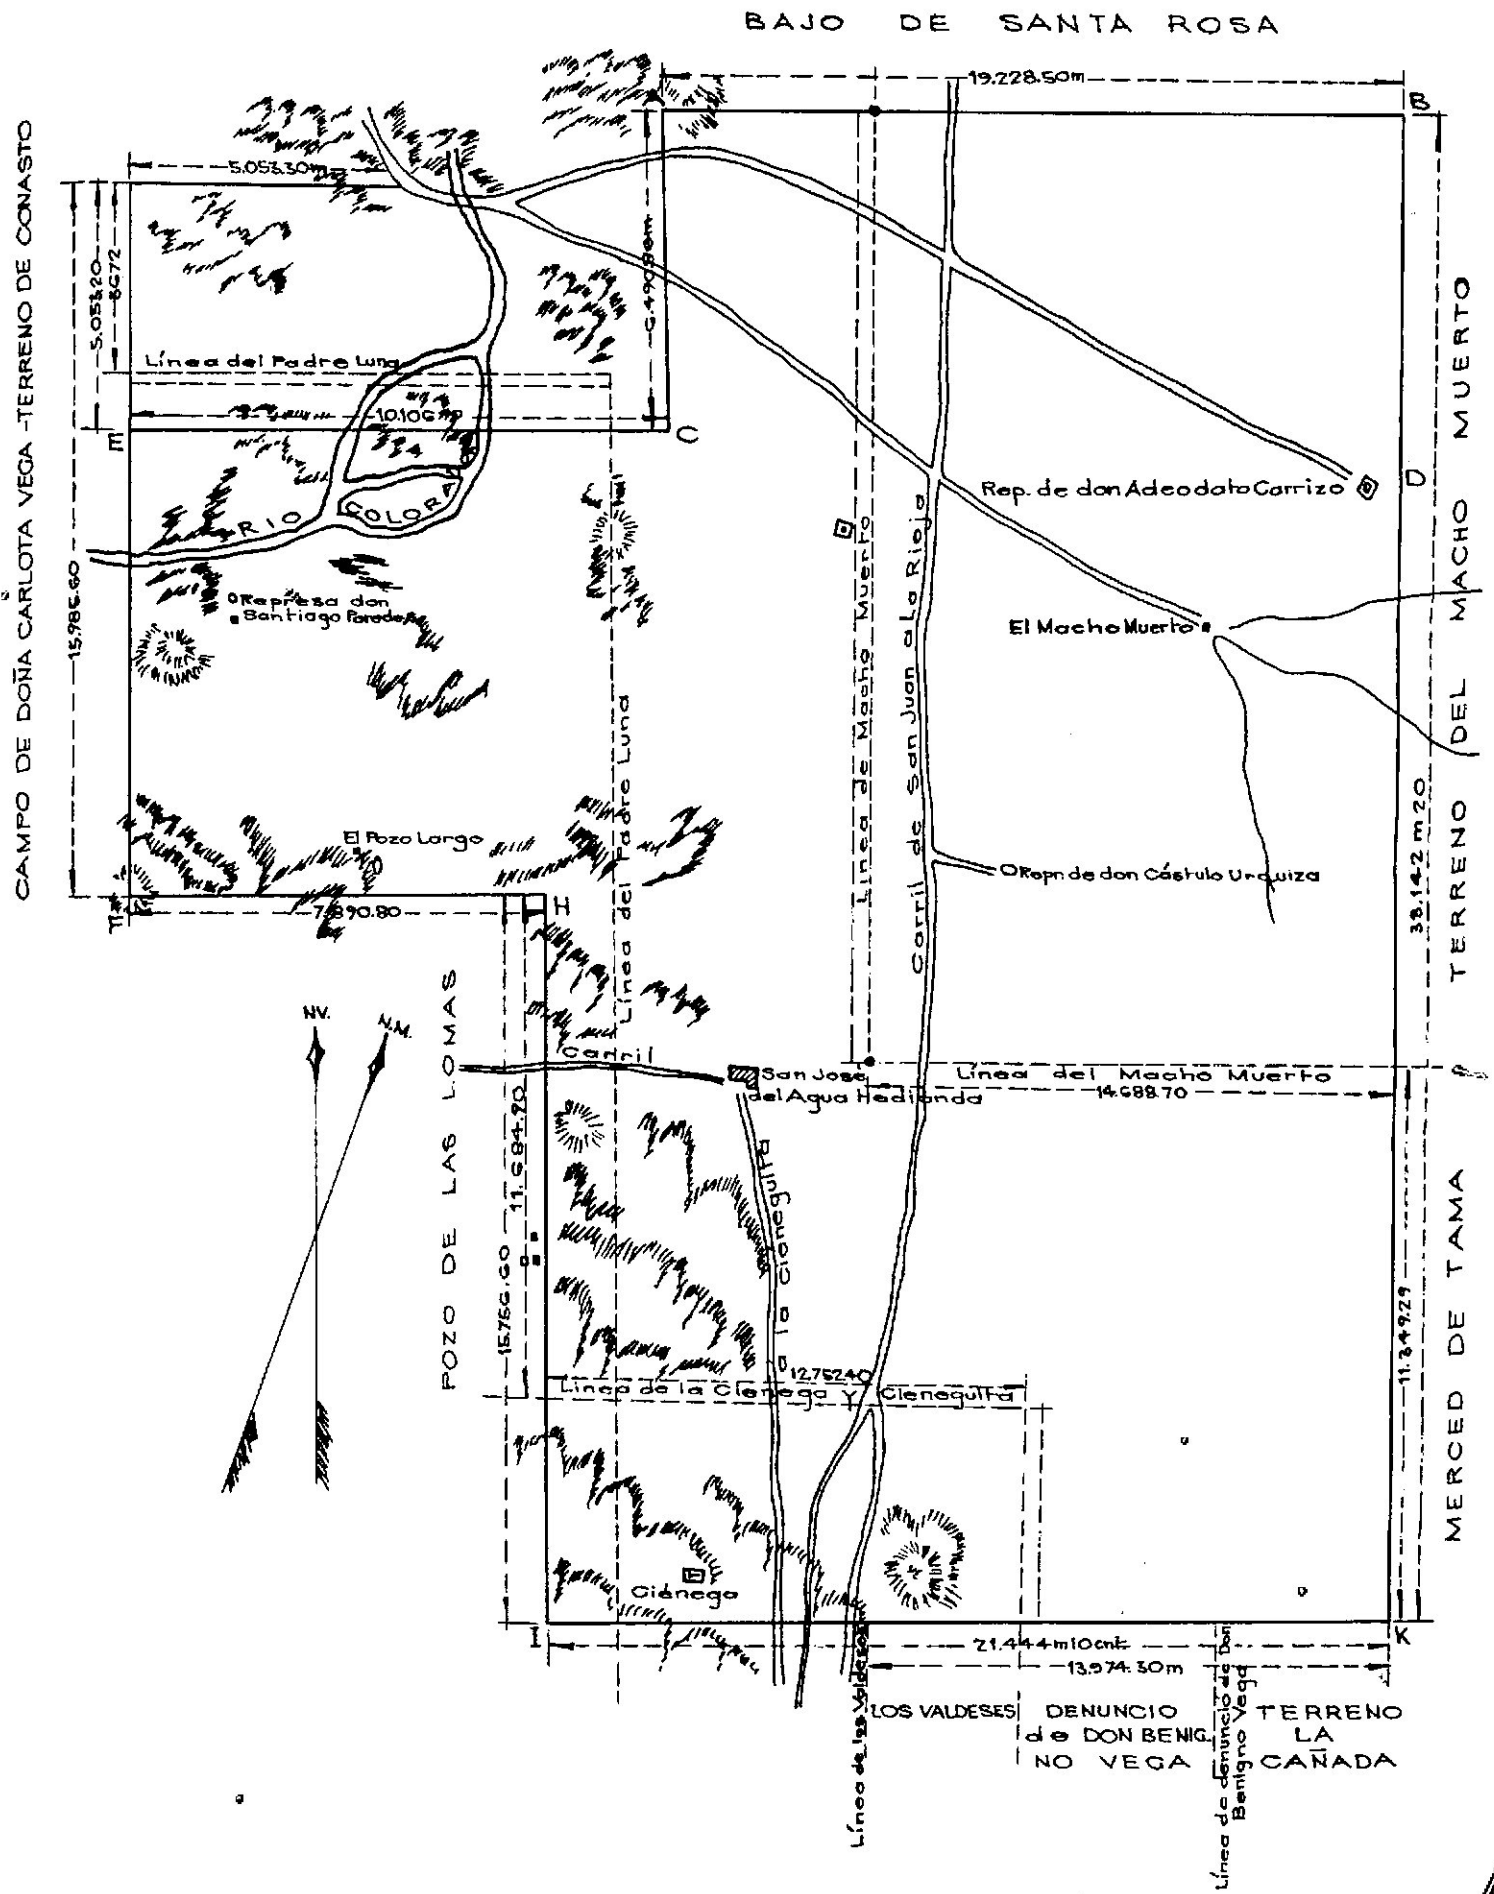 BAJO DE SANTA ROSA
19.228.50m
B
5.053.30m
CAMPO DE DOÑA CARLOTA VEGA - TERRENO DE CONASTO
5.053.20
3672
15.986.60
Línea del Padre Luna
E
C
RIO COLORADO
Represa don
Santiago Paredes
El Pozo Largo
7.890.80
H
Línea del Padre Luna
Línea de Macho Muerto
Carril de San Juan a La Rioja
Rep. de don Adeodato Carrizo
D
El Macho Muerto
Repn de don Cástulo Urquiza
TERRENO DEL MACHO MUERTO
38.142 m 20
NV.
N.M.
POZO DE LAS LOMAS
Carril
San José
del Agua Hedionda
Línea del Macho Muerto
14.688.70
11.684.90
15.766.60
a la Cieneguita
12.752.40
Línea de la Cienega Y Cieneguita
11.349.29
MERCED DE TAMA
Ciénega
I
K
21.444 m 10 cnt
13.974.30m
Línea de los Valdeses
LOS VALDESES
DENUNCIO
de DON BENIG
NO VEGA
Línea de denuncio de Don
Benigno Vega
TERRENO
LA
CAÑADA